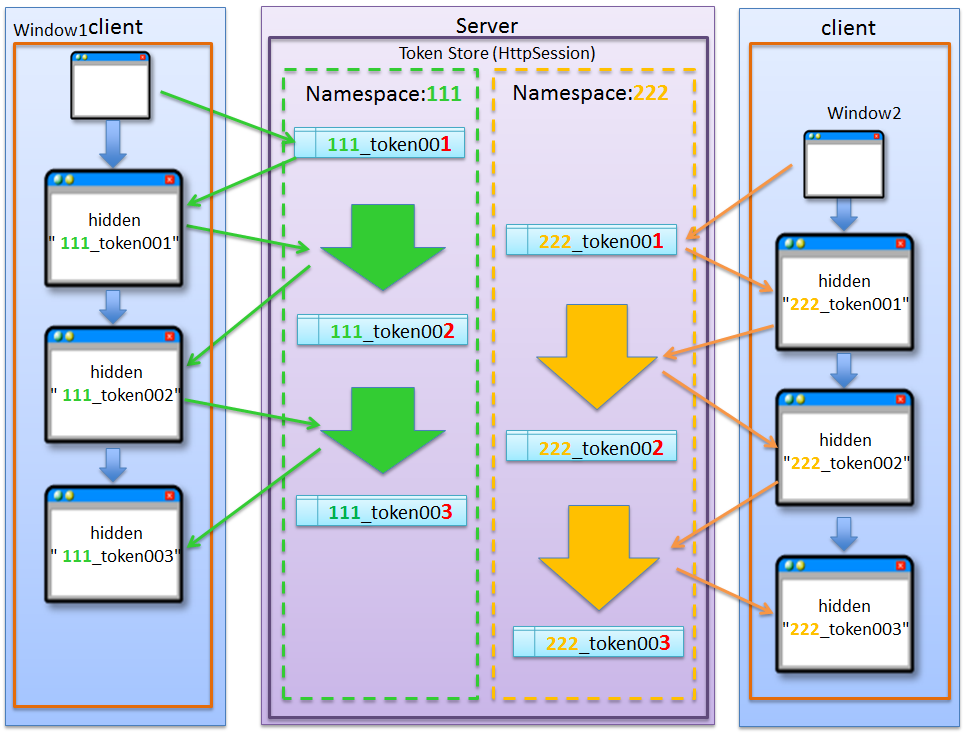 Window1 client
hidden
" 111_token001"
hidden
" 111_token002"
hidden
" 111_token003"
Server
Token Store (HttpSession)
Namespace:111
111_token001
111_token002
111_token003
Namespace:222
222_token001
222_token002
222_token003
client
Window2
hidden
"222_token001"
hidden
"222_token002"
hidden
"222_token003"